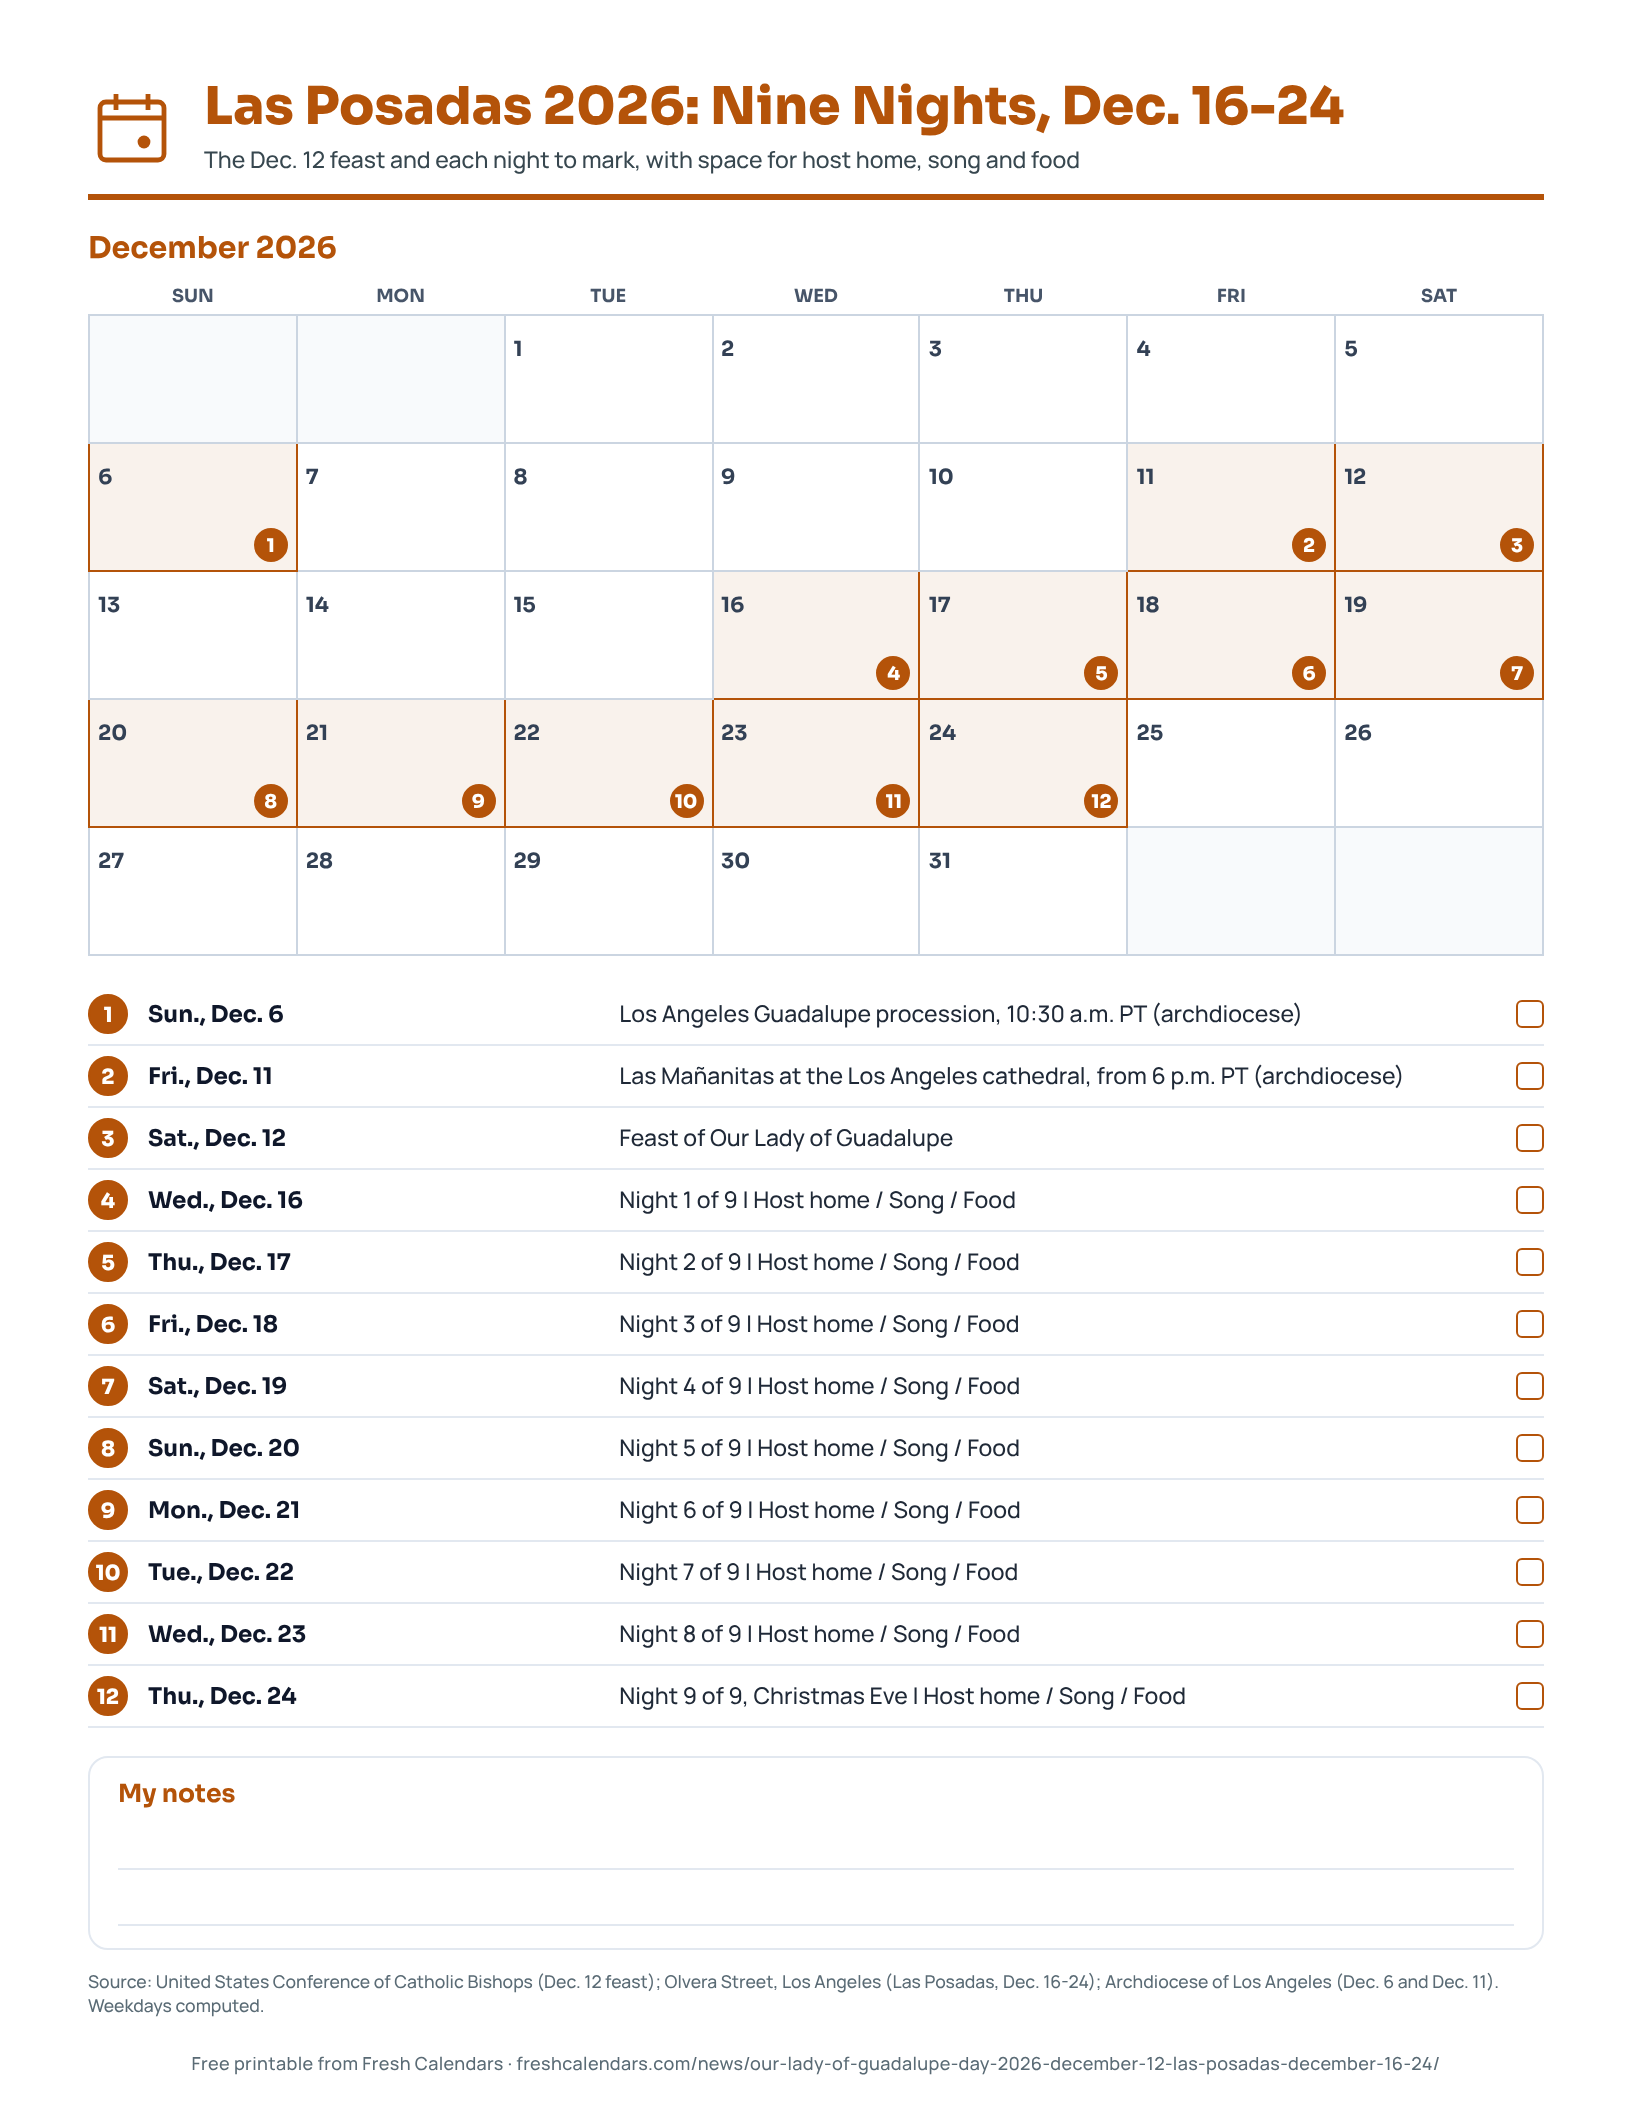 Las Posadas 2026: Nine Nights, Dec. 16–24
The Dec. 12 feast and each night to mark, with space for host home, song and food
December 2026
SUN MON TUE WED THU FRI SAT
1 2 3 4 5
6 7 8 9 10 11 12
1 2 3
13 14 15 16 17 18 19
4 5 6 7
20 21 22 23 24 25 26
8 9 10 11 12
27 28 29 30 31
1 Sun., Dec. 6 Los Angeles Guadalupe procession, 10:30 a.m. PT (archdiocese)
2 Fri., Dec. 11 Las Mañanitas at the Los Angeles cathedral, from 6 p.m. PT (archdiocese)
3 Sat., Dec. 12 Feast of Our Lady of Guadalupe
4 Wed., Dec. 16 Night 1 of 9 | Host home / Song / Food
5 Thu., Dec. 17 Night 2 of 9 | Host home / Song / Food
6 Fri., Dec. 18 Night 3 of 9 | Host home / Song / Food
7 Sat., Dec. 19 Night 4 of 9 | Host home / Song / Food
8 Sun., Dec. 20 Night 5 of 9 | Host home / Song / Food
9 Mon., Dec. 21 Night 6 of 9 | Host home / Song / Food
10 Tue., Dec. 22 Night 7 of 9 | Host home / Song / Food
11 Wed., Dec. 23 Night 8 of 9 | Host home / Song / Food
12 Thu., Dec. 24 Night 9 of 9, Christmas Eve | Host home / Song / Food
My notes
Source: United States Conference of Catholic Bishops (Dec. 12 feast); Olvera Street, Los Angeles (Las Posadas, Dec. 16-24); Archdiocese of Los Angeles (Dec. 6 and Dec. 11).
Weekdays computed.
Free printable from Fresh Calendars · freshcalendars.com/news/our-lady-of-guadalupe-day-2026-december-12-las-posadas-december-16-24/